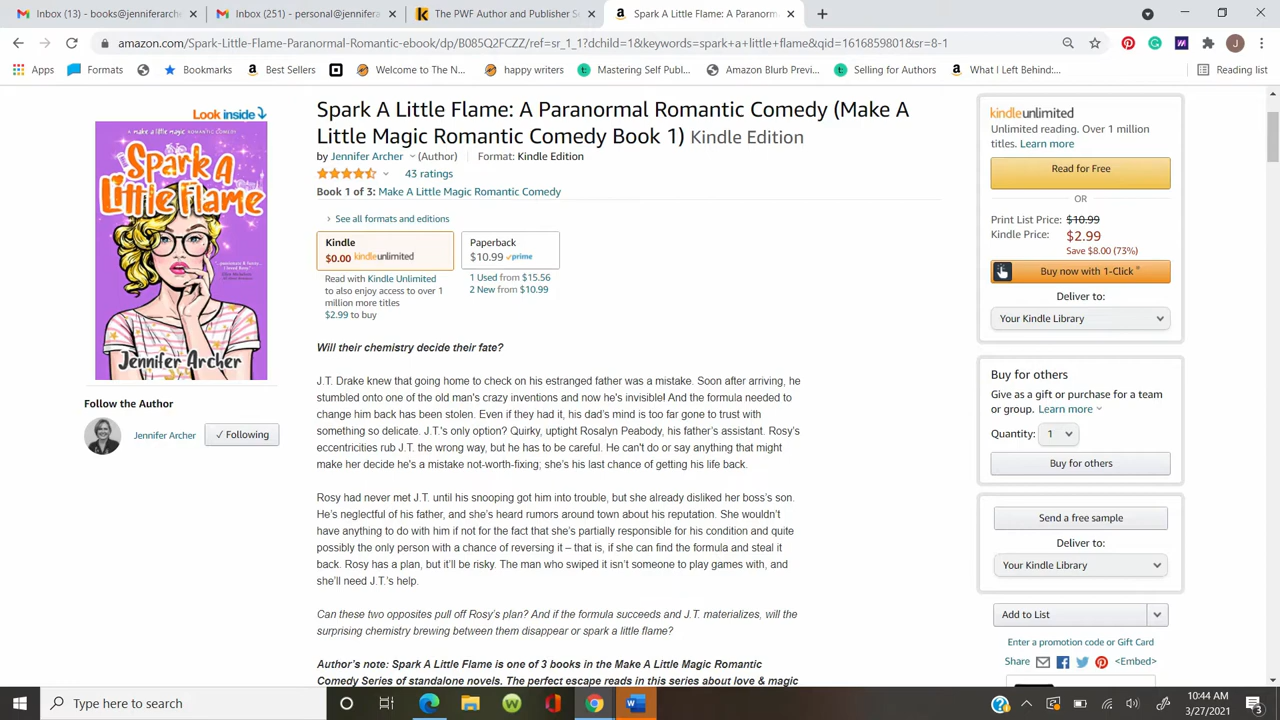 Inbox (13) - books@jenniferarche
Inbox (251) - personal@jennifera
The PWF Author and Publisher Se
Spark A Little Flame: A Paranorm
amazon.com/Spark-Little-Flame-Paranormal-Romantic-ebook/dp/B085Q2FCZZ/ref=sr_1_1?dchild=1&keywords=spark+a+little+flame&qid=1616859801&sr=8-1
Apps
Formats
Bookmarks
Best Sellers
Welcome to The N...
happy writers
Mastering Self Publ...
Amazon Blurb Previ...
Selling for Authors
What I Left Behind:...
Reading list
Look inside
A make a little magic ROMANTIC COMEDY
Spark A
Little Flame
Jennifer Archer
Follow the Author
Jennifer Archer
✓ Following
Spark A Little Flame: A Paranormal Romantic Comedy (Make A
Little Magic Romantic Comedy Book 1) Kindle Edition
by Jennifer Archer (Author) Format: Kindle Edition
43 ratings
Book 1 of 3: Make A Little Magic Romantic Comedy
› See all formats and editions
Kindle
$0.00 kindleunlimited
Read with Kindle Unlimited
to also enjoy access to over 1
million more titles
$2.99 to buy
Paperback
$10.99 prime
1 Used from $15.56
2 New from $10.99
Will their chemistry decide their fate?
J.T. Drake knew that going home to check on his estranged father was a mistake. Soon after arriving, he
stumbled onto one of the old man's crazy inventions and now he's invisible! And the formula needed to
change him back has been stolen. Even if they had it, his dad's mind is too far gone to trust with
something so delicate. J.T.'s only option? Quirky, uptight Rosalyn Peabody, his father's assistant. Rosy's
eccentricities rub J.T. the wrong way, but he has to be careful. He can't do or say anything that might
make her decide he's a mistake not-worth-fixing; she's his last chance of getting his life back.
Rosy had never met J.T. until his snooping got him into trouble, but she already disliked her boss's son.
He's neglectful of his father, and she's heard rumors around town about his reputation. She wouldn't
have anything to do with him if not for the fact that she's partially responsible for his condition and quite
possibly the only person with a chance of reversing it – that is, if she can find the formula and steal it
back. Rosy has a plan, but it'll be risky. The man who swiped it isn't someone to play games with, and
she'll need J.T.'s help.
Can these two opposites pull off Rosy's plan? And if the formula succeeds and J.T. materializes, will the
surprising chemistry brewing between them disappear or spark a little flame?
Author's note: Spark A Little Flame is one of 3 books in the Make A Little Magic Romantic
Comedy Series of standalone novels. The perfect escape reads in this series about love & magic
kindleunlimited
Unlimited reading. Over 1 million
titles. Learn more
Read for Free
OR
Print List Price: $10.99
Kindle Price: $2.99
Save $8.00 (73%)
Buy now with 1-Click ®
Deliver to:
Your Kindle Library
Buy for others
Give as a gift or purchase for a team
or group. Learn more
Quantity: 1
Buy for others
Send a free sample
Deliver to:
Your Kindle Library
Add to List
Enter a promotion code or Gift Card
Share <Embed>
Type here to search
10:44 AM
3/27/2021
3